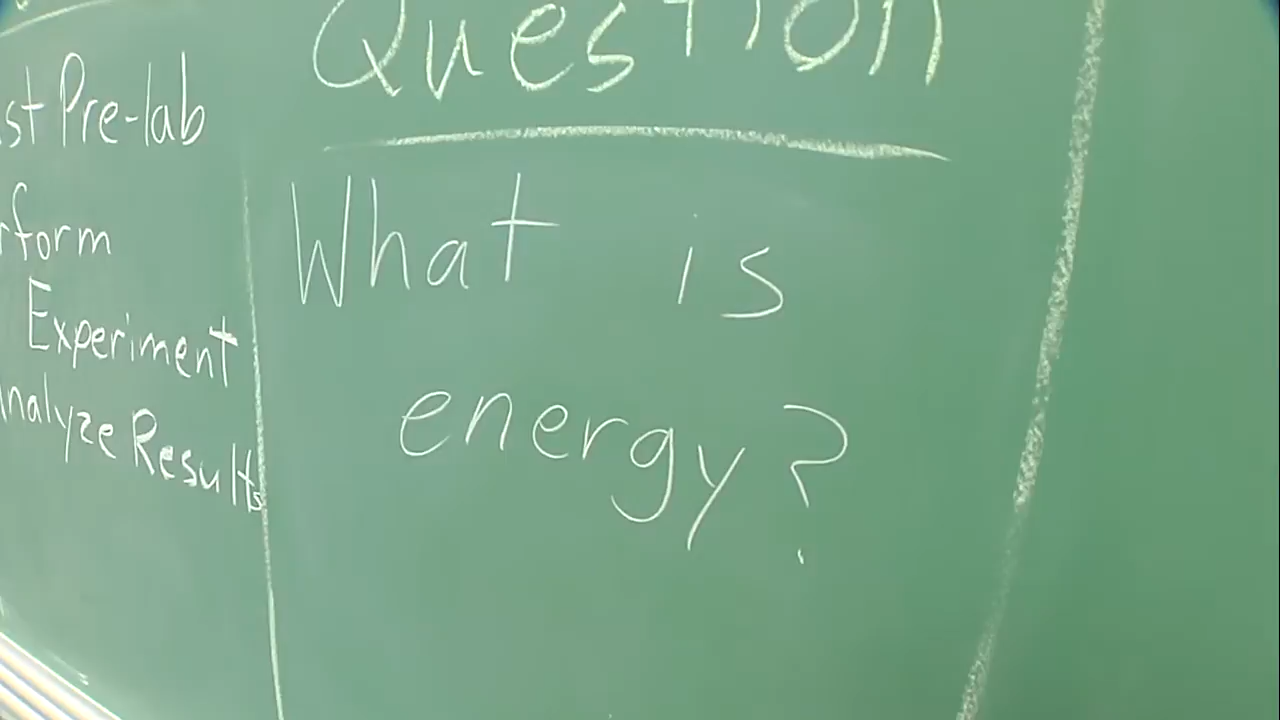 Pre-lab
Experiment
Results
Question
What is
energy?